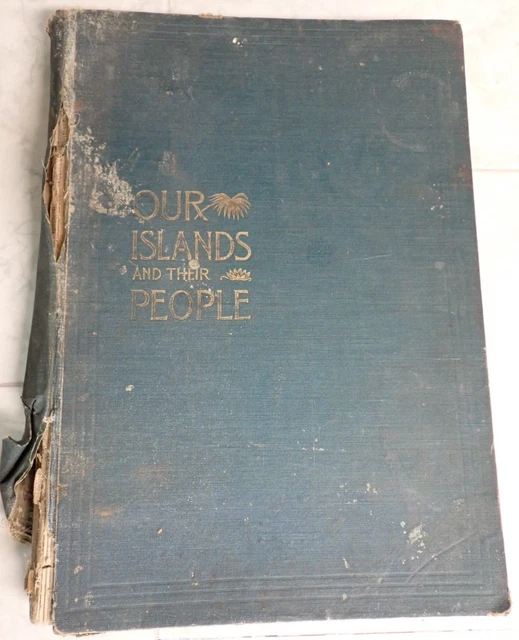 OUR
ISLANDS
AND THEIR
PEOPLE